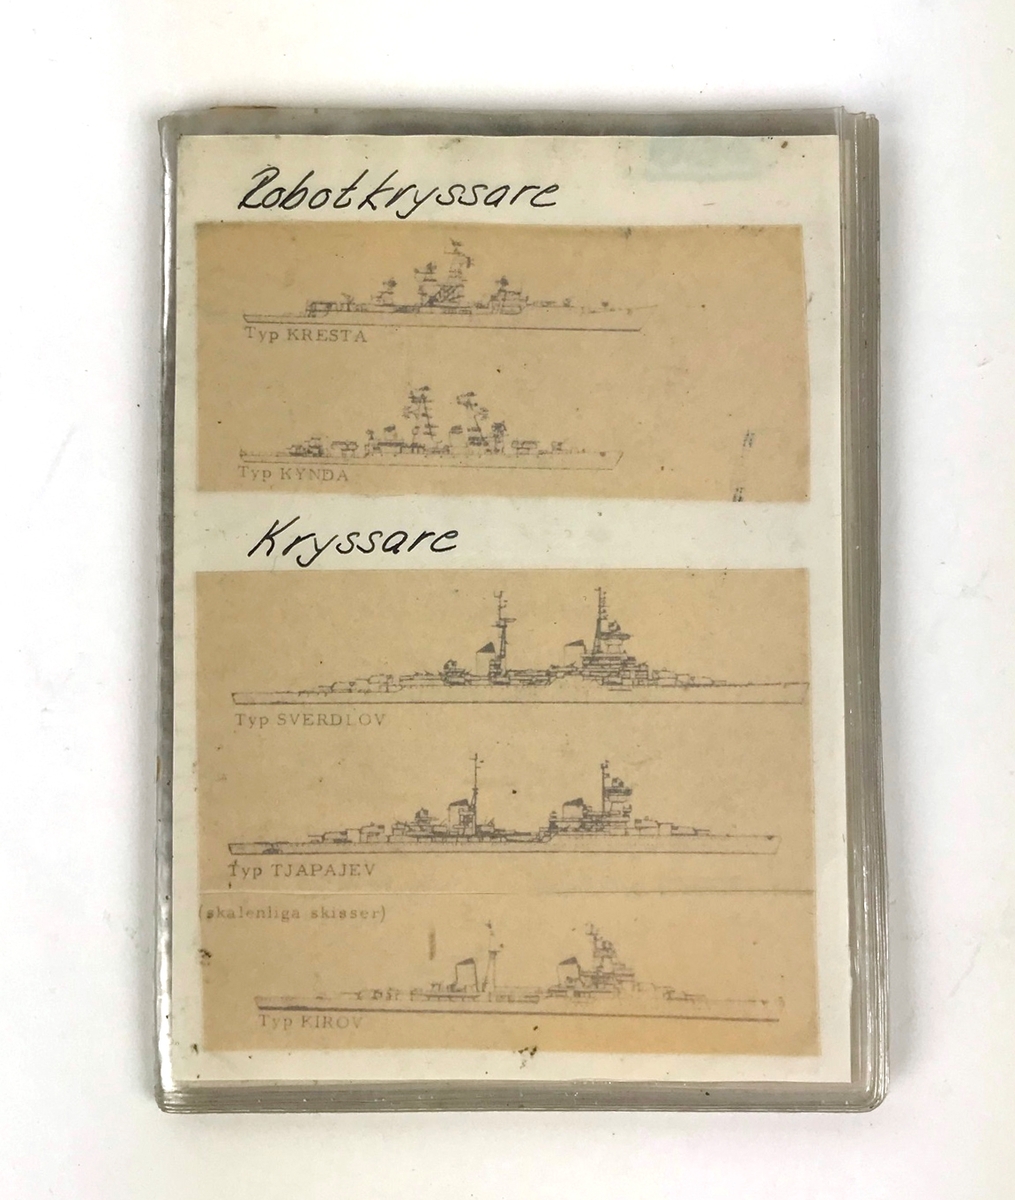 Robotkryssare
Typ KRESTA
Typ KYNDA
Kryssare
Typ SVERDLOV
Typ TJAPAJEV
(skalenliga skisser)
Typ KIROV